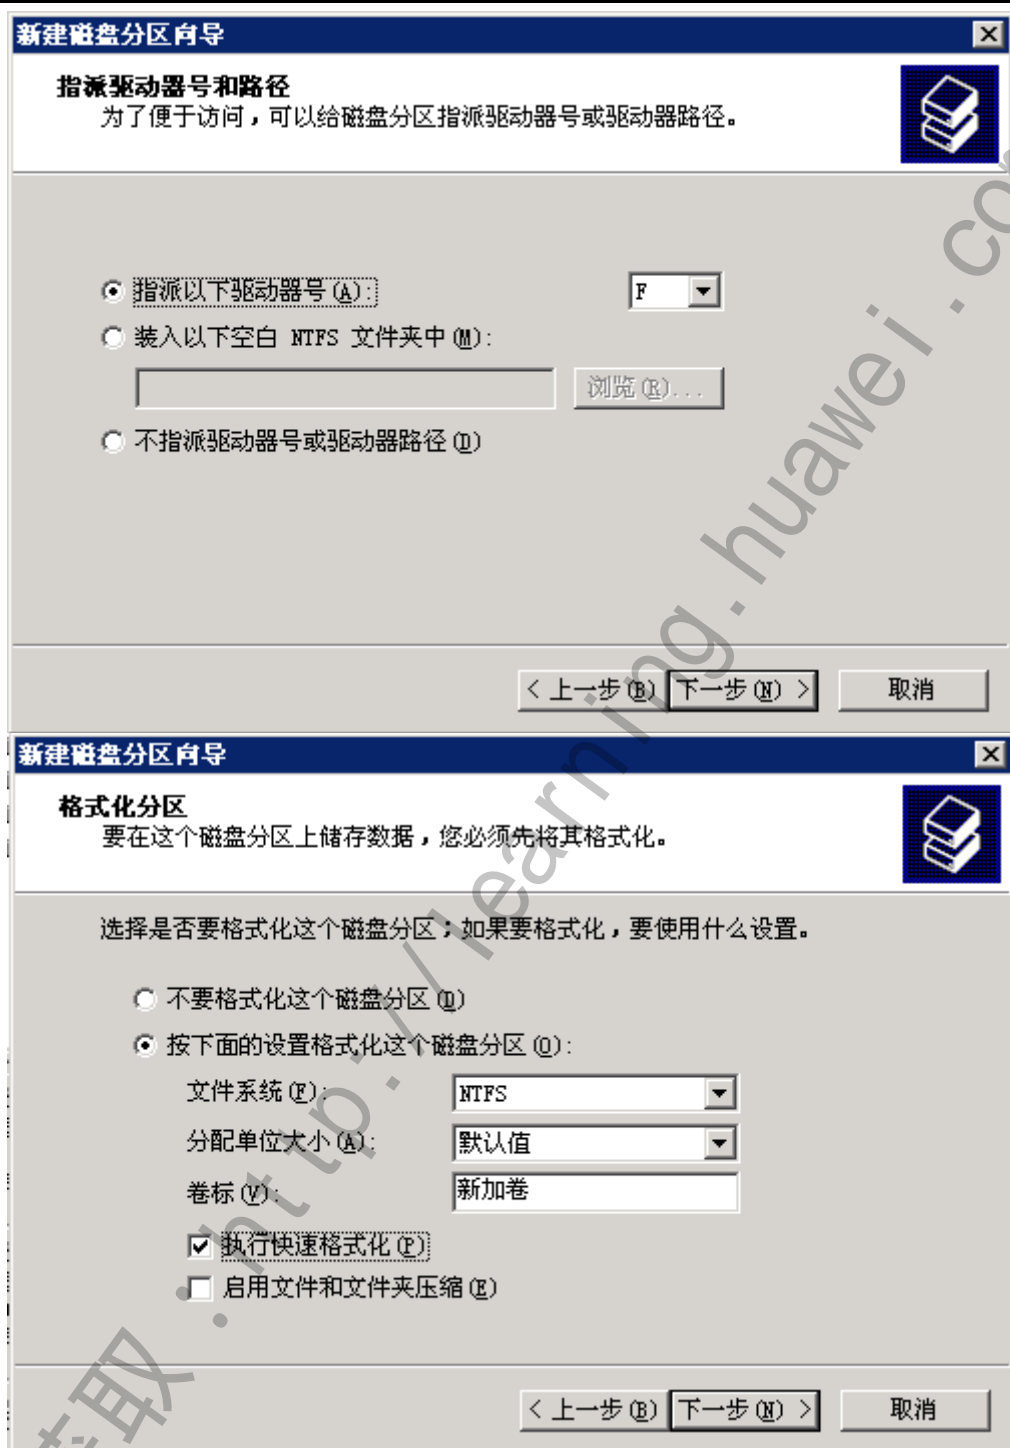 新建磁盘分区向导
指派驱动器号和路径
为了便于访问，可以给磁盘分区指派驱动器号或驱动器路径。
指派以下驱动器号(A): F
装入以下空白 NTFS 文件夹中(M):
浏览(R)...
不指派驱动器号或驱动器路径(D)
< 上一步(B) 下一步(N) > 取消
新建磁盘分区向导
格式化分区
要在这个磁盘分区上储存数据，您必须先将其格式化。
选择是否要格式化这个磁盘分区；如果要格式化，要使用什么设置。
不要格式化这个磁盘分区(D)
按下面的设置格式化这个磁盘分区(O):
文件系统(F): NTFS
分配单位大小(A): 默认值
卷标(V): 新加卷
执行快速格式化(P)
启用文件和文件夹压缩(E)
< 上一步(B) 下一步(N) > 取消
取：http://learning.huawei.co